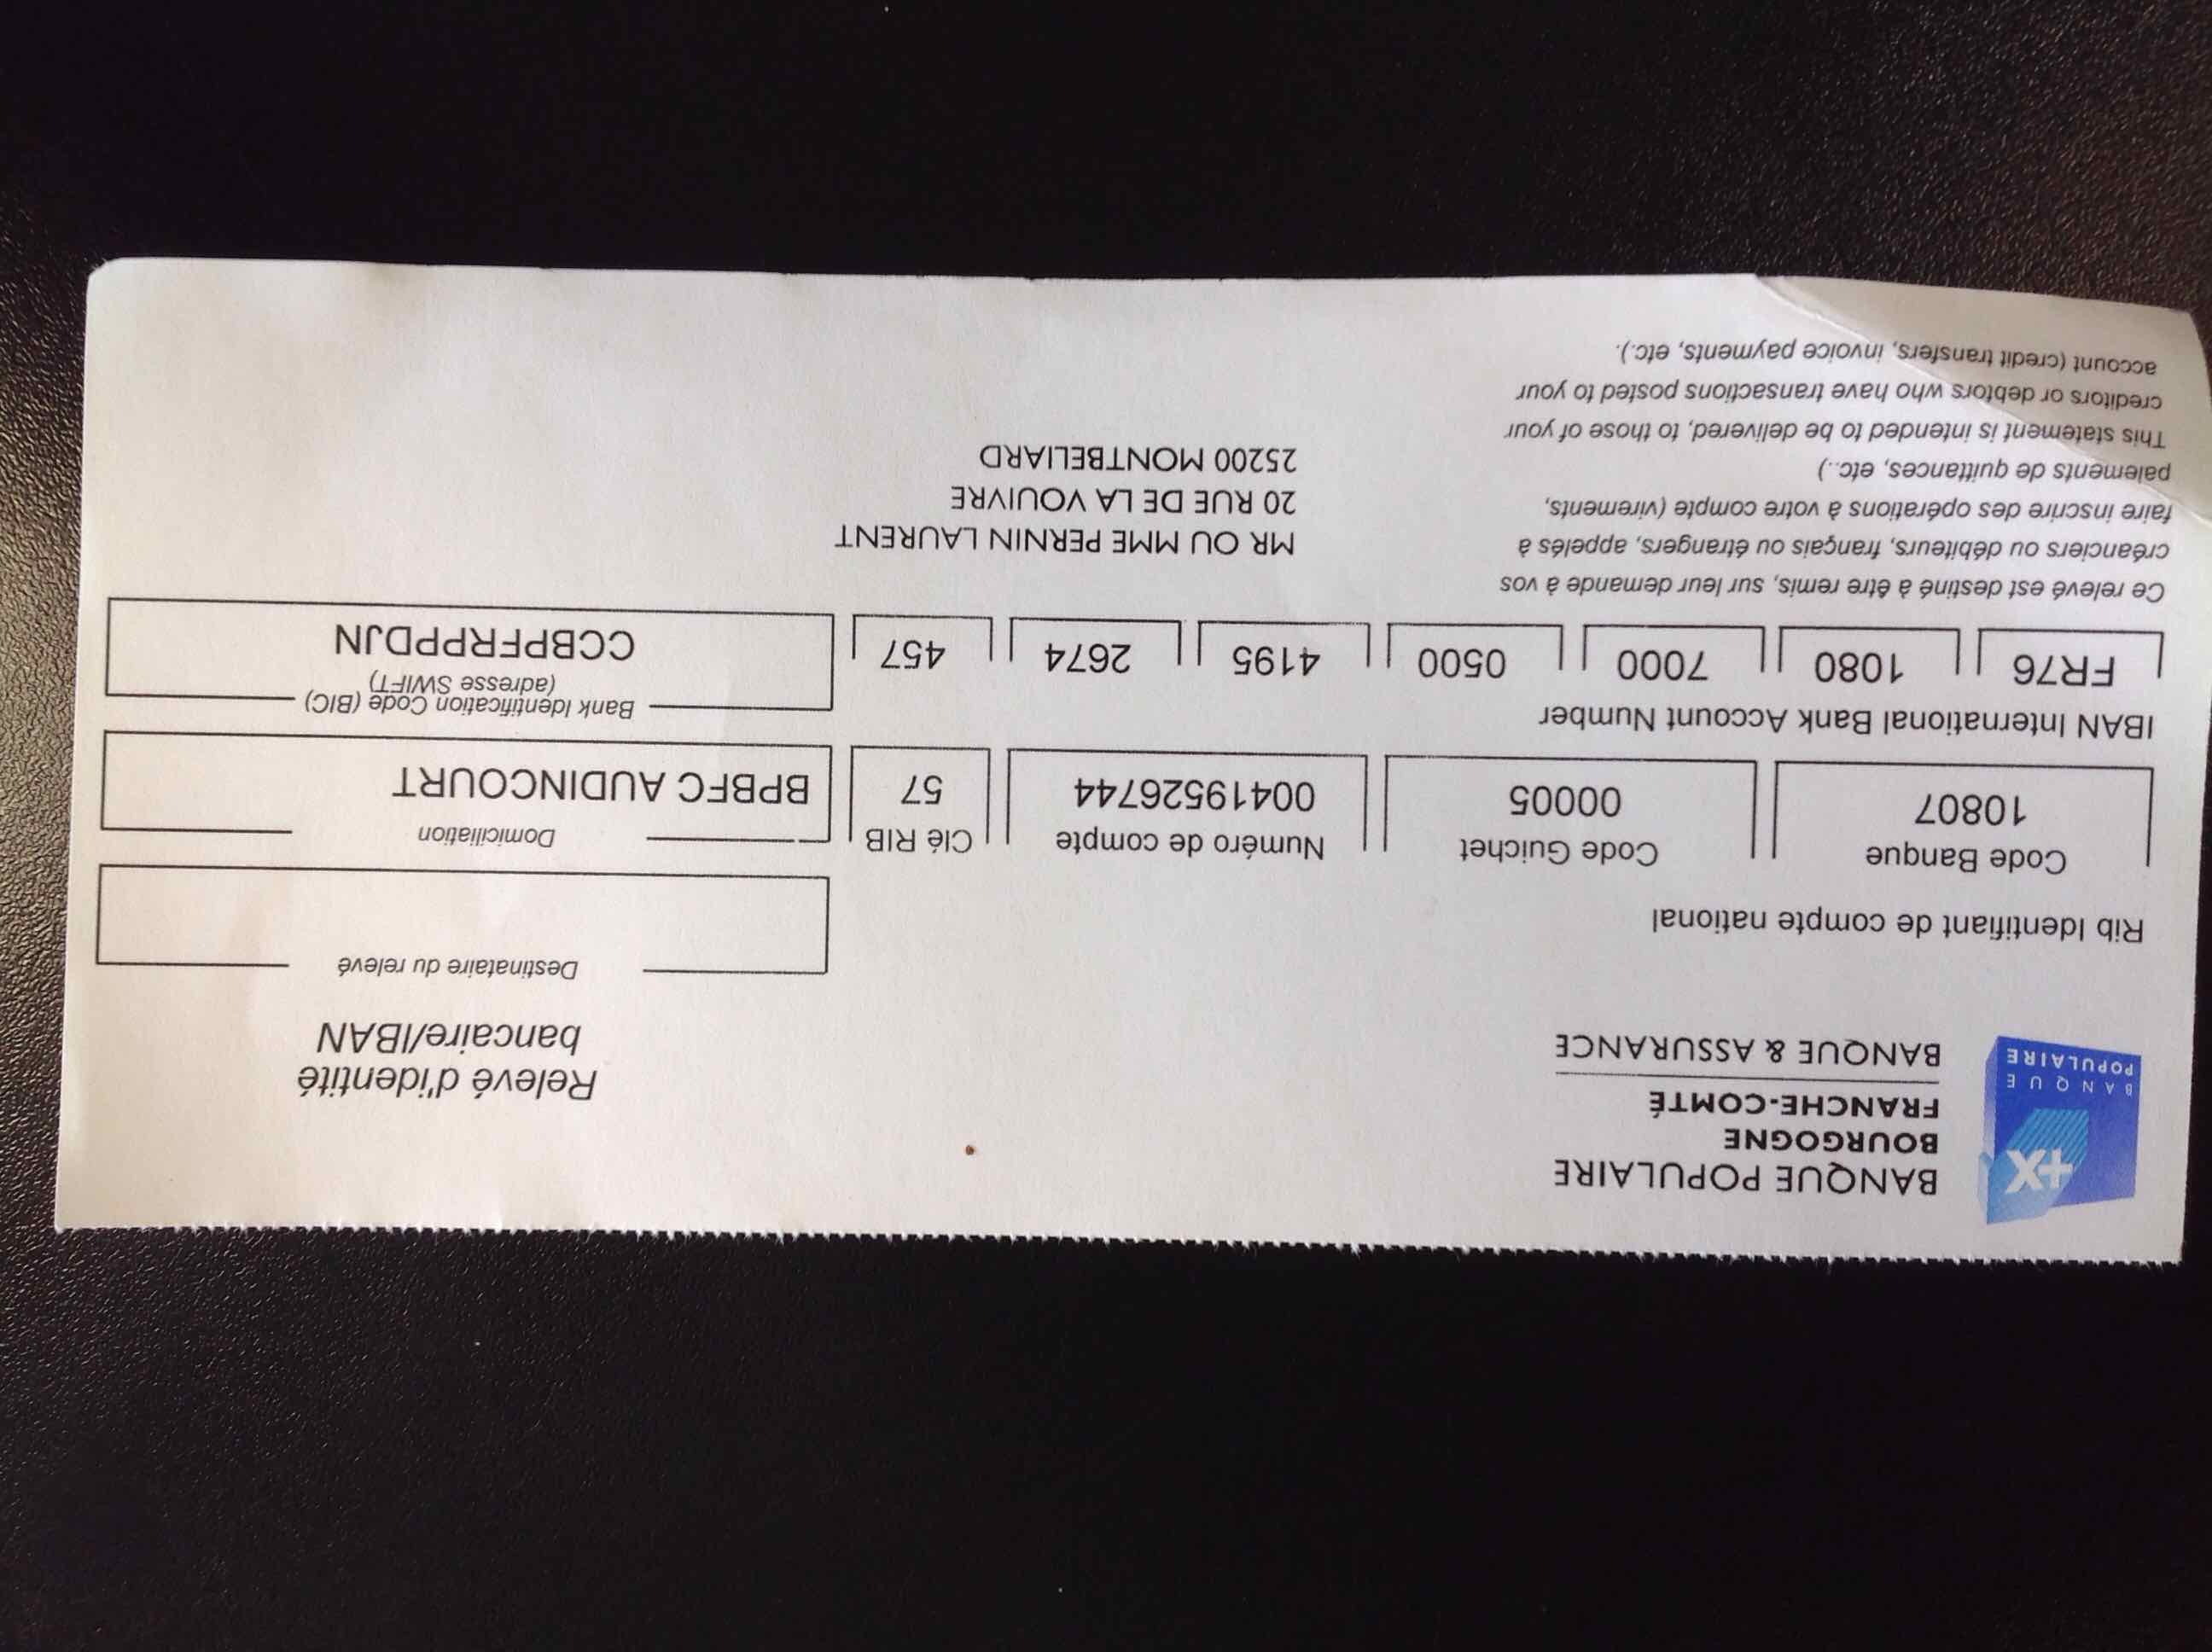 +X
BANQUE
POPULAIRE
BANQUE POPULAIRE
BOURGOGNE
FRANCHE-COMTÉ
BANQUE & ASSURANCE
Relevé d'identité
bancaire/IBAN
Destinataire du relevé
Rib Identifiant de compte national
Code Banque
10807
Code Guichet
00005
Numéro de compte
00419526744
Clé RIB
57
Domiciliation
BPBFC AUDINCOURT
IBAN International Bank Account Number
FR76 1080 7000 0500 4195 2674 457
Bank Identification Code (BIC)
(adresse SWIFT)
CCBPFRPPDJN
Ce relevé est destiné à être remis, sur leur demande à vos
créanciers ou débiteurs, français ou étrangers, appelés à
faire inscrire des opérations à votre compte (virements,
paiements de quittances, etc..)
This statement is intended to be delivered, to those of your
creditors or debtors who have transactions posted to your
account (credit transfers, invoice payments, etc.).
MR OU MME PERNIN LAURENT
20 RUE DE LA VOUIVRE
25200 MONTBELIARD